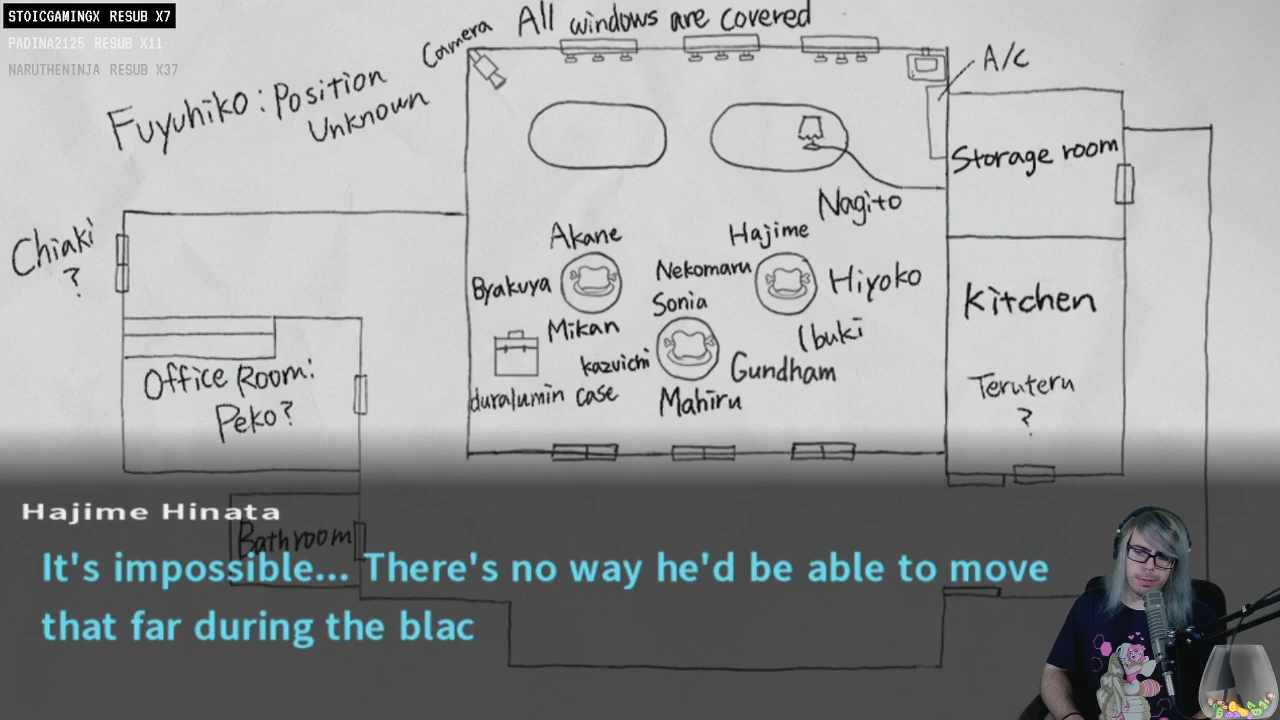 STOICGAMINGX RESUB X7
PADINA2125 RESUB X11
NARUTHENINJA RESUB X37
All windows are covered
Camera
A/c
Fuyuhiko: Position
Unknown
Storage room
Nagito
Chiaki
?
Akane
Hajime
Byakuya
Nekomaru
Hiyoko
Sonia
Mikan
Ibuki
kazuichi
Gundham
duralumin case
Mahiru
Kitchen
Teruteru
?
Office Room:
Peko?
Hajime Hinata
Bathroom
It's impossible... There's no way he'd be able to move
that far during the blac